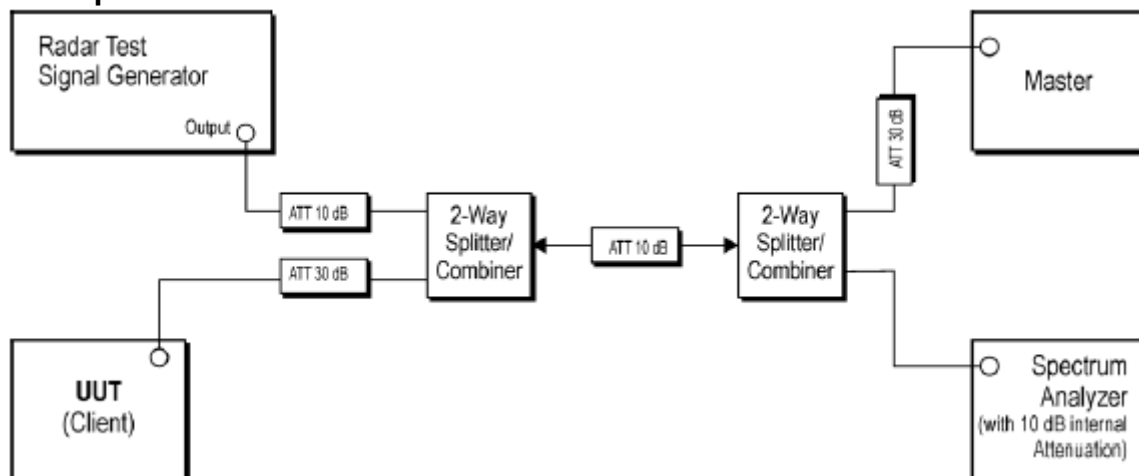 Radar Test
Signal Generator
Output
Master
ATT 30 dB
ATT 10 dB
2-Way
Splitter/
Combiner
ATT 10 dB
2-Way
Splitter/
Combiner
ATT 30 dB
UUT
(Client)
Spectrum
Analyzer
(with 10 dB internal
Attenuation)